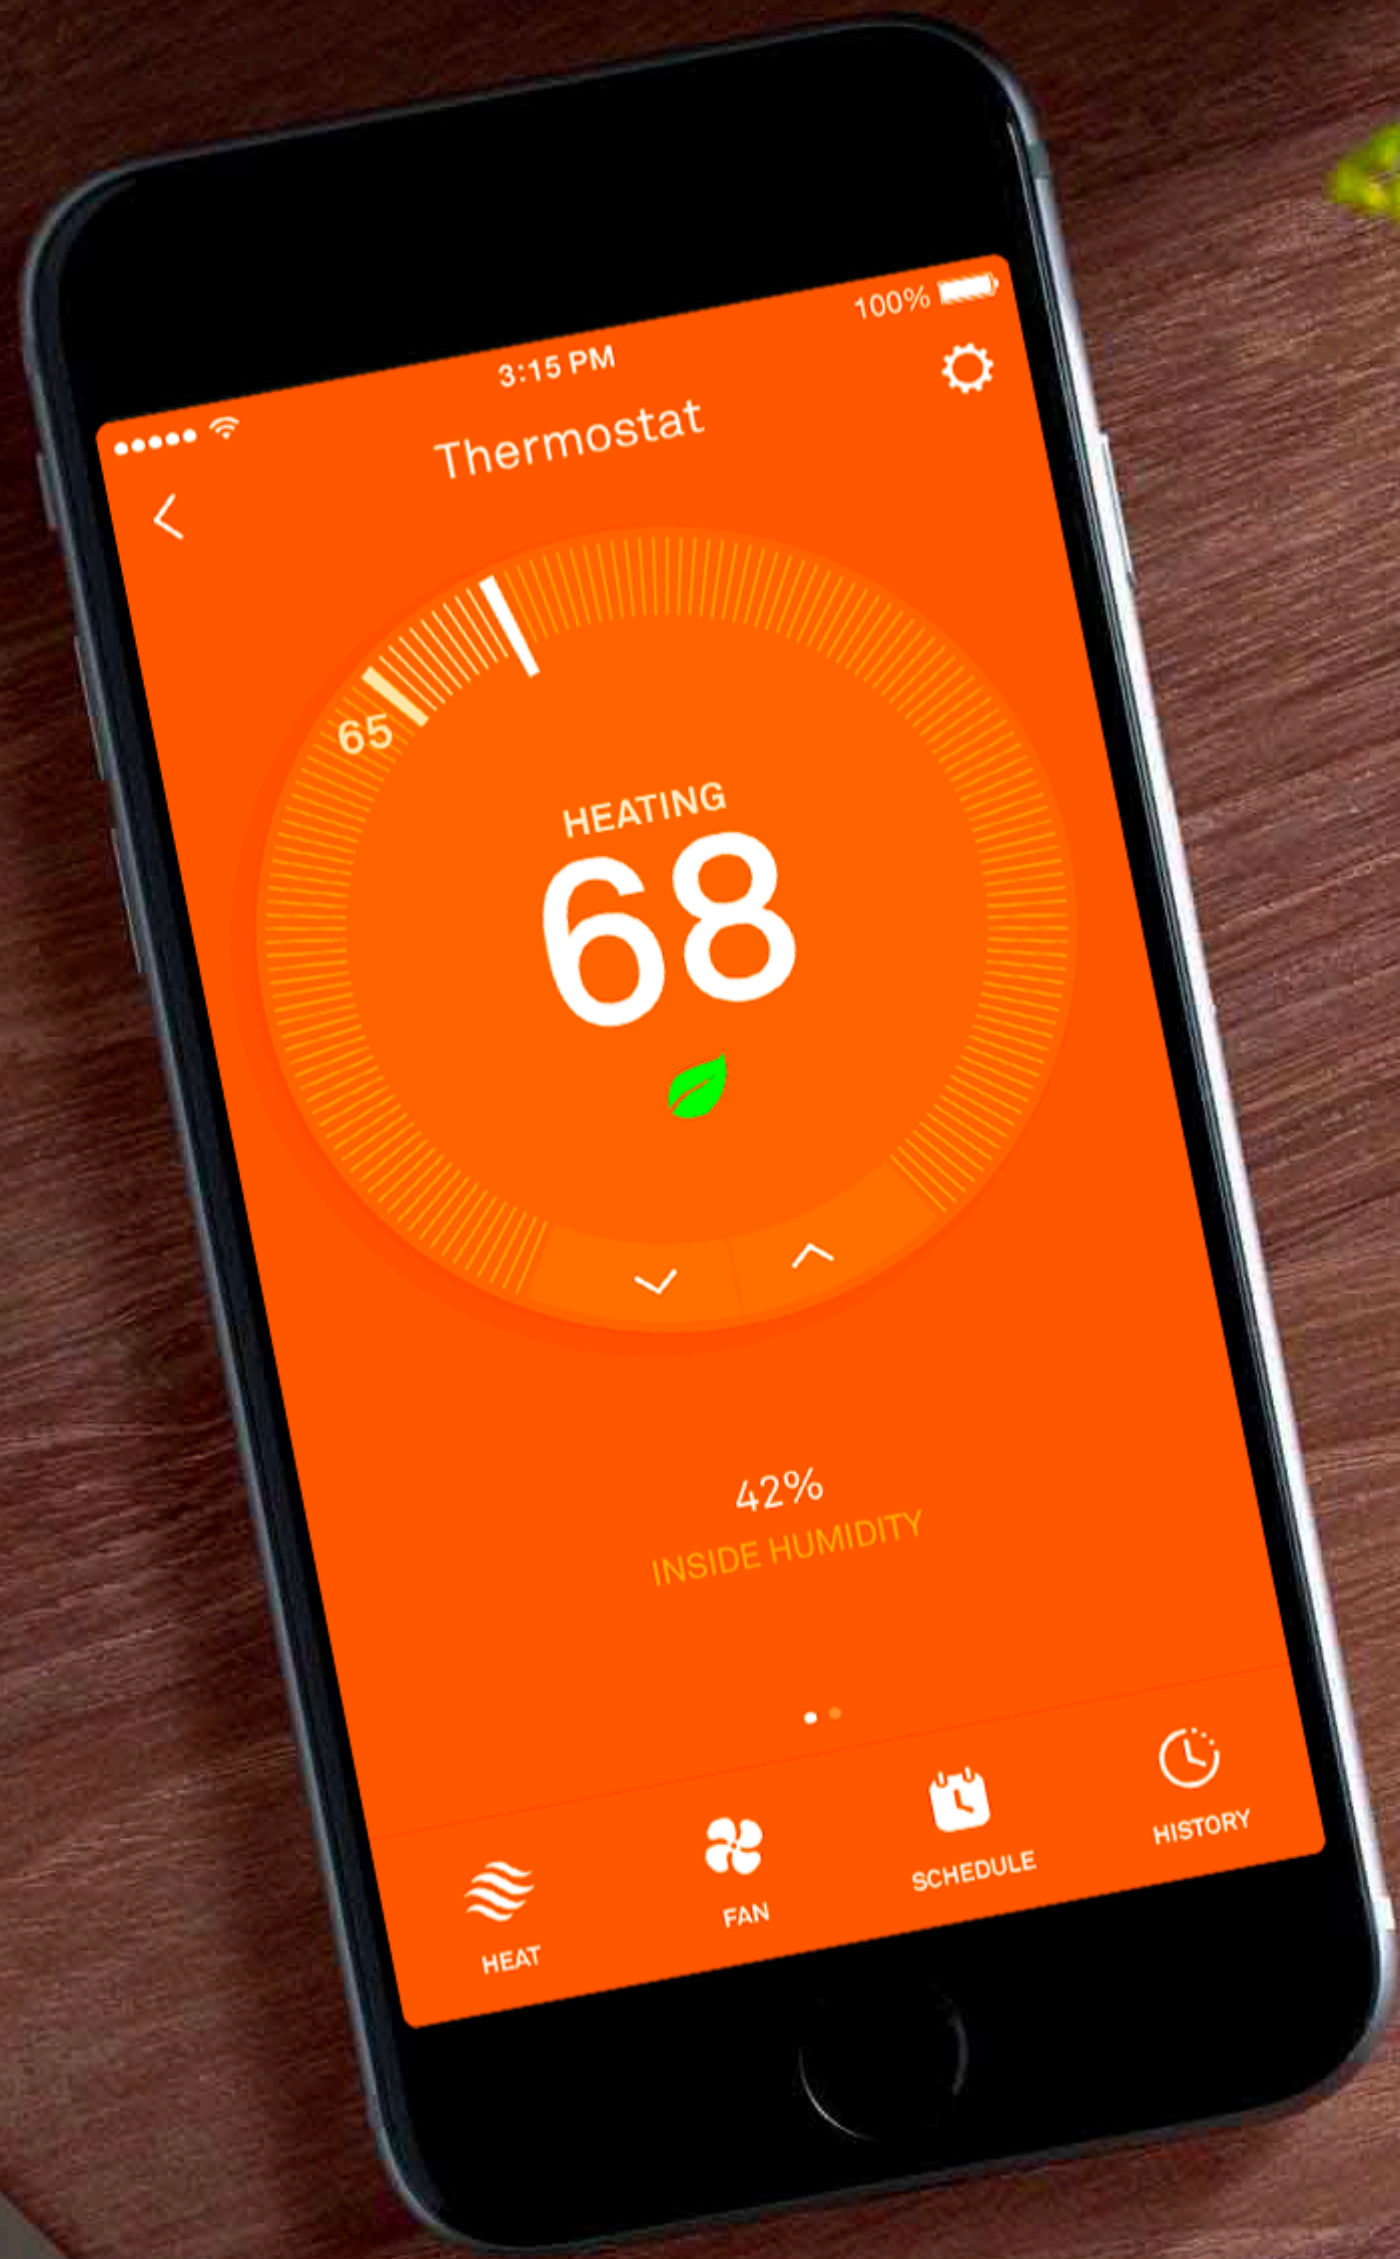 100%
3:15 PM
Thermostat
65
HEATING
68
42%
INSIDE HUMIDITY
HEAT
FAN
SCHEDULE
HISTORY